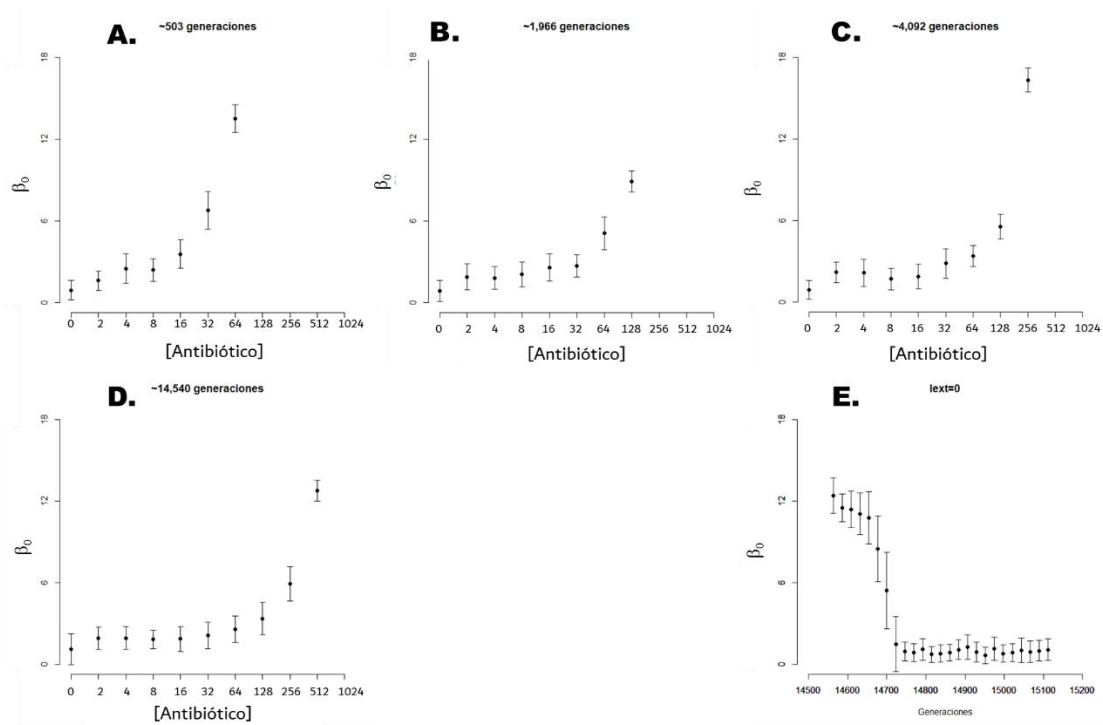 A.
~503 generaciones
18
12
6
0
β₀
0 2 4 8 16 32 64 128 256 512 1024
[Antibiótico]
B.
~1,966 generaciones
18
12
6
0
β₀
0 2 4 8 16 32 64 128 256 512 1024
[Antibiótico]
C.
~4,092 generaciones
18
12
6
0
β₀
0 2 4 8 16 32 64 128 256 512 1024
[Antibiótico]
D.
~14,540 generaciones
18
12
6
0
β₀
0 2 4 8 16 32 64 128 256 512 1024
[Antibiótico]
E.
lext=0
18
12
6
0
β₀
14500 14600 14700 14800 14900 15000 15100 15200
Generaciones